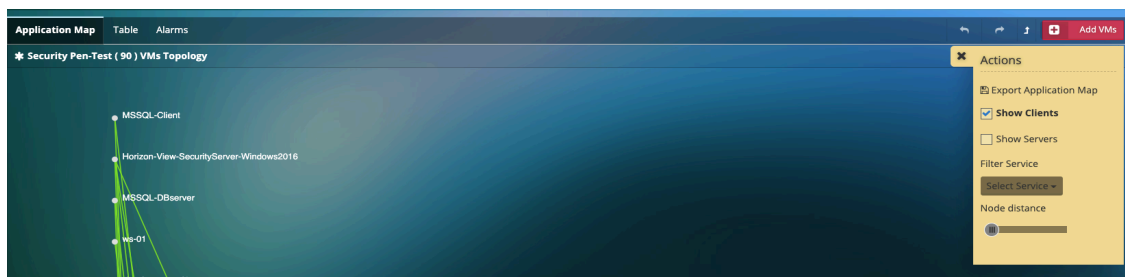 Application Map Table Alarms Add VMs
Security Pen-Test ( 90 ) VMs Topology
Actions
Export Application Map
Show Clients
Show Servers
Filter Service
Select Service
Node distance
MSSQL-Client
Horizon-View-SecurityServer-Windows2016
MSSQL-DBserver
ws-01